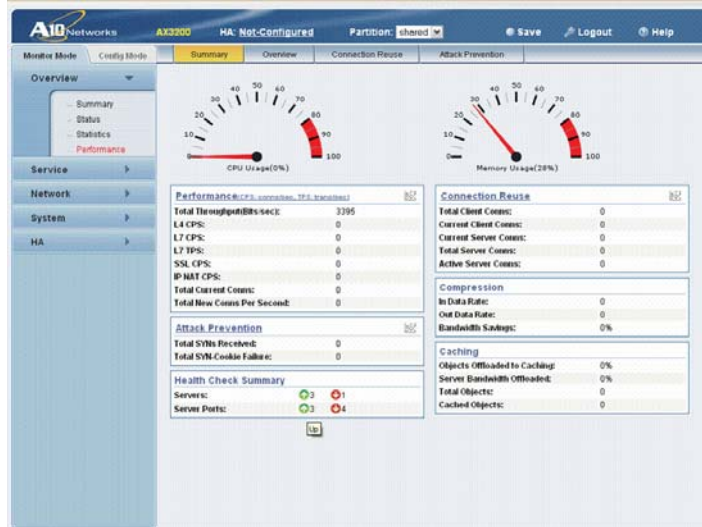 A10 Networks AX3200 HA: Not-Configured Partition: shared Save Logout Help
Monitor Mode Config Mode Summary Overview Connection Reuse Attack Prevention
Overview
Summary
Status
Statistics
Performance
Service
Network
System
HA
0 10 20 30 40 50 60 70 80 90 100
CPU Usage(0%)
0 10 20 30 40 50 60 70 80 90 100
Memory Usage(28%)
Performance(CPS: conns/sec, TPS: trans/sec)
Total Throughput(Bits/sec): 3395
L4 CPS: 0
L7 CPS: 0
L7 TPS: 0
SSL CPS: 0
IP NAT CPS: 0
Total Current Conns: 0
Total New Conns Per Second: 0
Attack Prevention
Total SYNs Received: 0
Total SYN-Cookie Failure: 0
Health Check Summary
Servers: 3 1
Server Ports: 3 4
Up
Connection Reuse
Total Client Conns: 0
Current Client Conns: 0
Current Server Conns: 0
Total Server Conns: 0
Active Server Conns: 0
Compression
In Data Rate: 0
Out Data Rate: 0
Bandwidth Savings: 0%
Caching
Objects Offloaded to Caching: 0%
Server Bandwidth Offloaded: 0%
Total Objects: 0
Cached Objects: 0